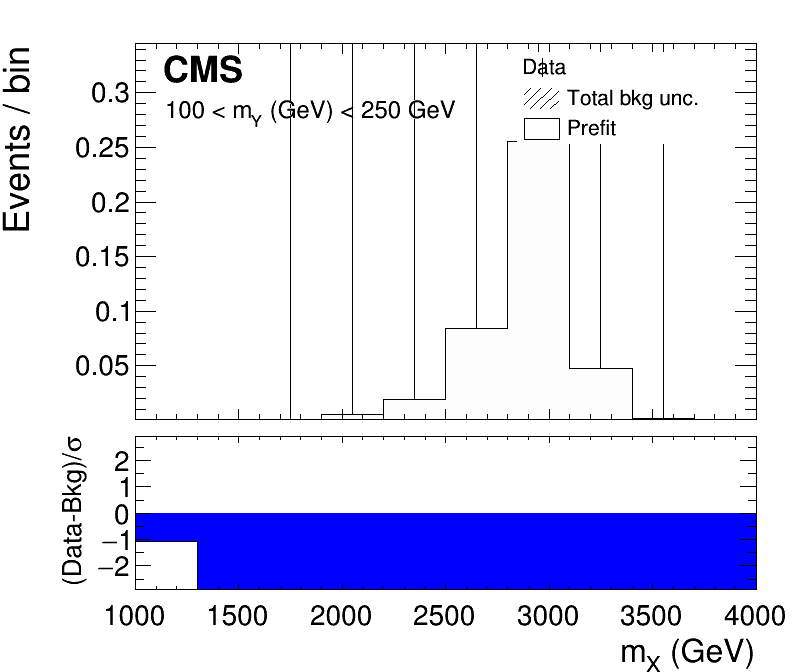 CMS
100 < mY (GeV) < 250 GeV
Data
Total bkg unc.
Prefit
Events / bin
0.3
0.25
0.2
0.15
0.1
0.05
(Data-Bkg)/σ
2
1
0
−1
−2
1000 1500 2000 2500 3000 3500 4000
mX (GeV)